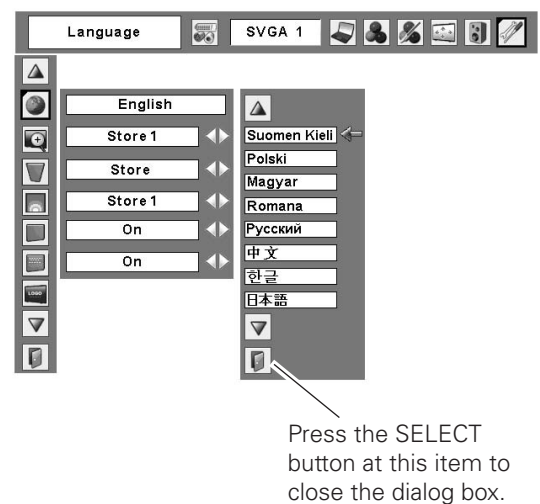 Language
SVGA 1
English
Store 1
Store
Store 1
On
On
LOGO
Suomen Kieli
Polski
Magyar
Romana
Русский
中文
한글
日本語
Press the SELECT
button at this item to
close the dialog box.